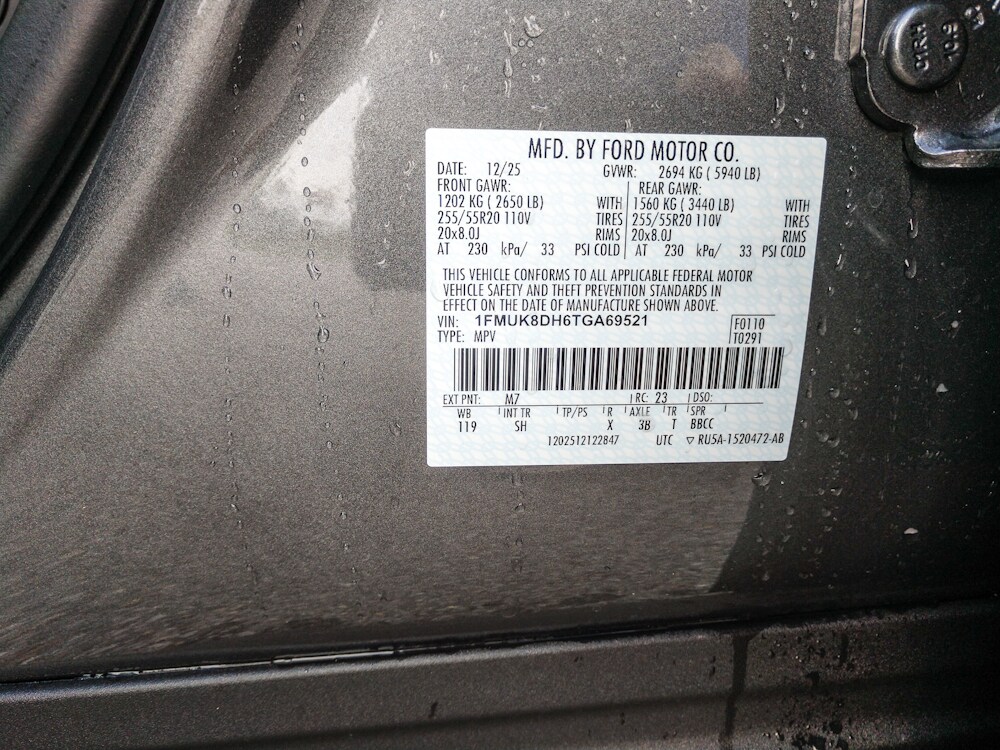 OTRH
10.9
MFD. BY FORD MOTOR CO.
DATE: 12/25 GVWR: 2694 KG ( 5940 LB)
FRONT GAWR: REAR GAWR:
1202 KG ( 2650 LB) WITH 1560 KG ( 3440 LB) WITH
255/55R20 110V TIRES 255/55R20 110V TIRES
20x8.0J RIMS 20x8.0J RIMS
AT 230 kPa/ 33 PSI COLD AT 230 kPa/ 33 PSI COLD
THIS VEHICLE CONFORMS TO ALL APPLICABLE FEDERAL MOTOR
VEHICLE SAFETY AND THEFT PREVENTION STANDARDS IN
EFFECT ON THE DATE OF MANUFACTURE SHOWN ABOVE.
VIN: 1FMUK8DH6TGA69521 F0110
TYPE: MPV T0291
EXT PNT: M7 RC: 23 DSO:
WB INT TR TP/PS R AXLE TR SPR
119 SH X 3B T BBCC
1202512122847 UTC ▽ RU5A-1520472-AB